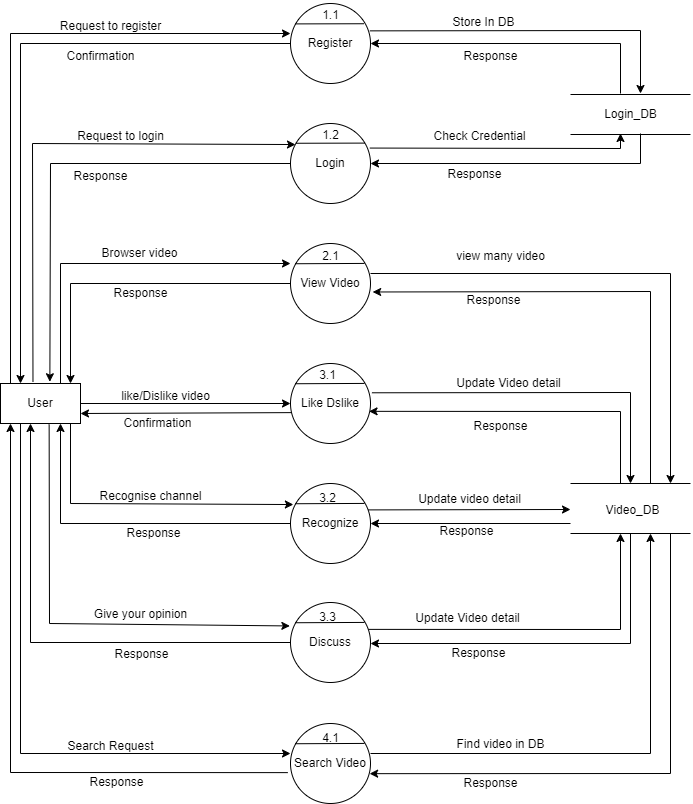 1.1
Register
Request to register
Confirmation
Store In DB
Response
Login_DB
1.2
Login
Request to login
Response
Check Credential
Response
2.1
View Video
Browser video
Response
view many video
Response
User
3.1
Like Dslike
like/Dislike video
Confirmation
Update Video detail
Response
3.2
Recognize
Recognise channel
Response
Update video detail
Response
Video_DB
3.3
Discuss
Give your opinion
Response
Update Video detail
Response
4.1
Search Video
Search Request
Response
Find video in DB
Response